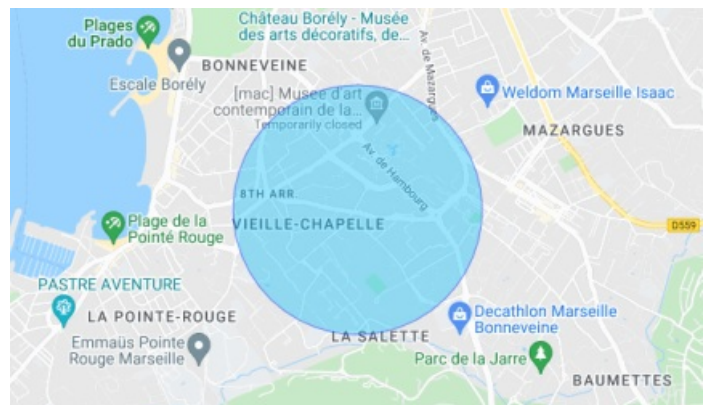 Plages
du Prado
Château Borély - Musée
des arts décoratifs, de...
Av. de Mazargues
BONNEVEINE
Escale Borély
[mac] Musée d'art
contemporain de la...
Temporarily closed
Weldom Marseille Isaac
MAZARGUES
Av. de Hambourg
8TH ARR.
Plage de la
Pointé Rouge
VIEILLE-CHAPELLE
D559
PASTRE AVENTURE
LA POINTE-ROUGE
Decathlon Marseille
Bonneveine
LA SALETTE
Emmaüs Pointe
Rouge Marseille
Parc de la Jarre
BAUMETTES